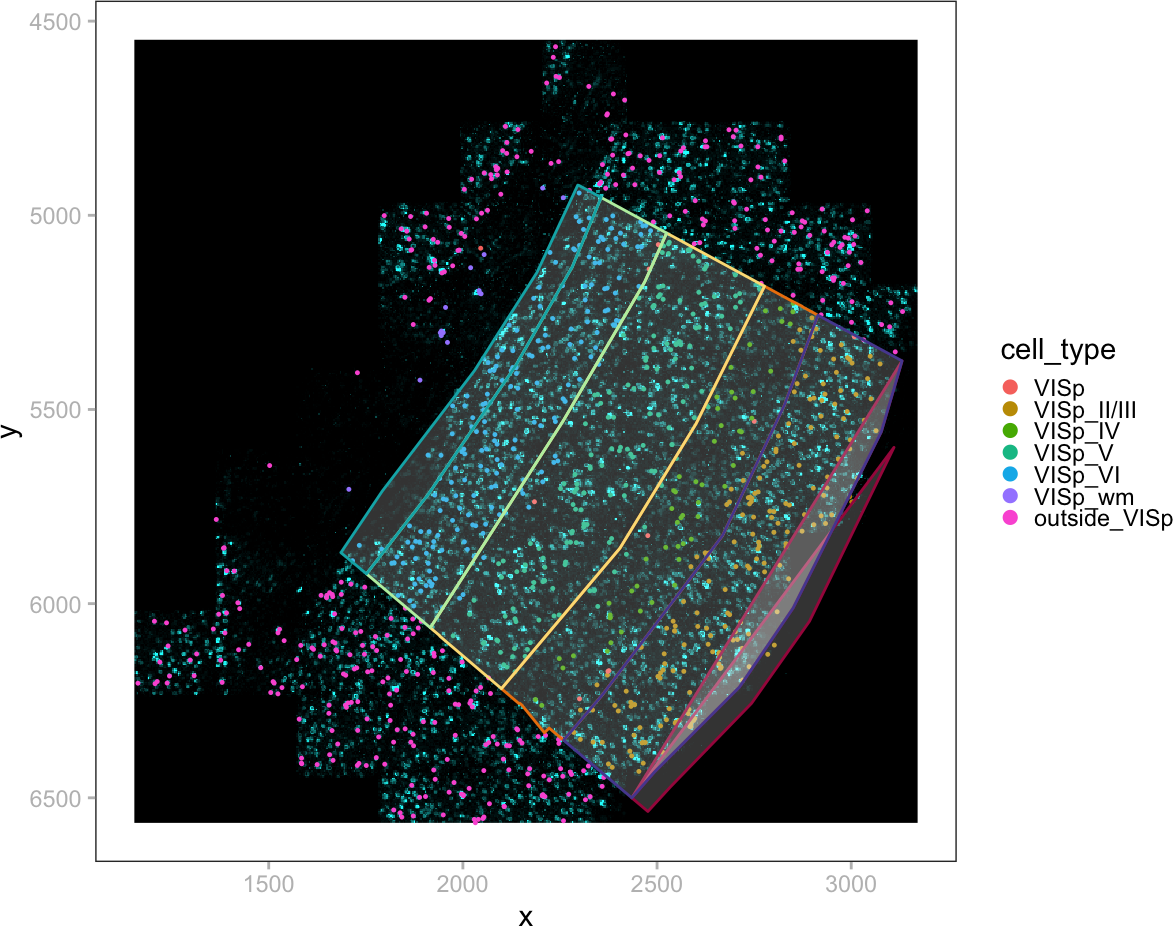 4500
5000
5500
6000
6500
y
1500 2000 2500 3000
x
cell_type
VISp
VISp_II/III
VISp_IV
VISp_V
VISp_VI
VISp_wm
outside_VISp